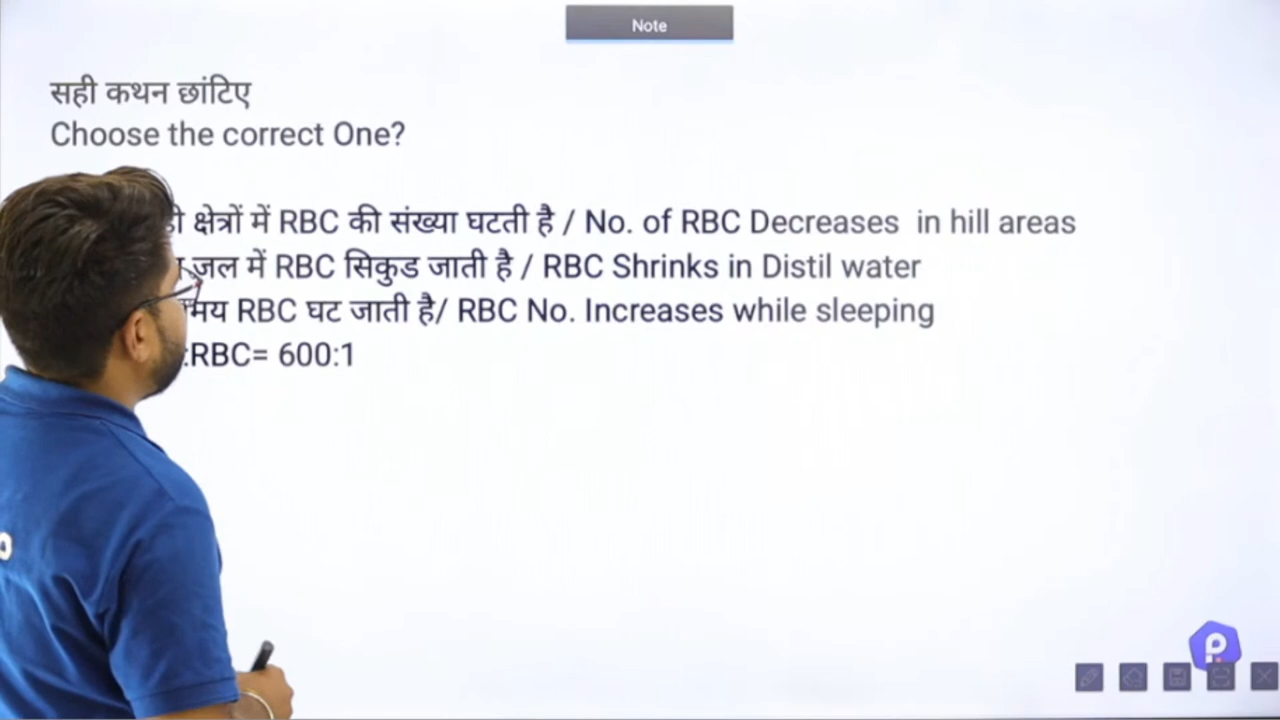 Note
सही कथन छांटिए
Choose the correct One?
क्षेत्रों में RBC की संख्या घटती है / No. of RBC Decreases in hill areas
जल में RBC सिकुड जाती है / RBC Shrinks in Distil water
RBC घट जाती है/ RBC No. Increases while sleeping
:RBC= 600:1